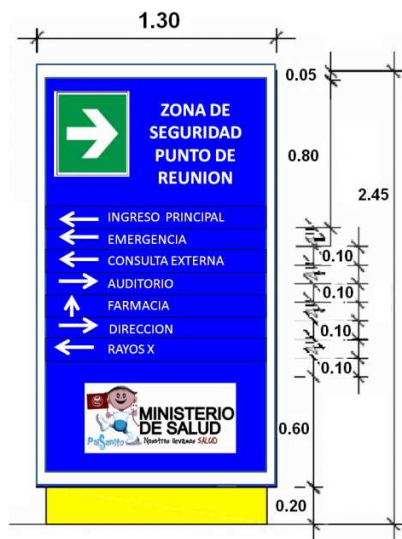 1.30
0.05
ZONA DE
SEGURIDAD
PUNTO DE
REUNION
0.80
2.45
INGRESO PRINCIPAL
EMERGENCIA
CONSULTA EXTERNA
AUDITORIO
FARMACIA
DIRECCION
RAYOS X
0.10
0.10
0.10
0.10
MINISTERIO
DE SALUD
PaiSanito
Nosotros llevamos SALUD
0.60
0.20